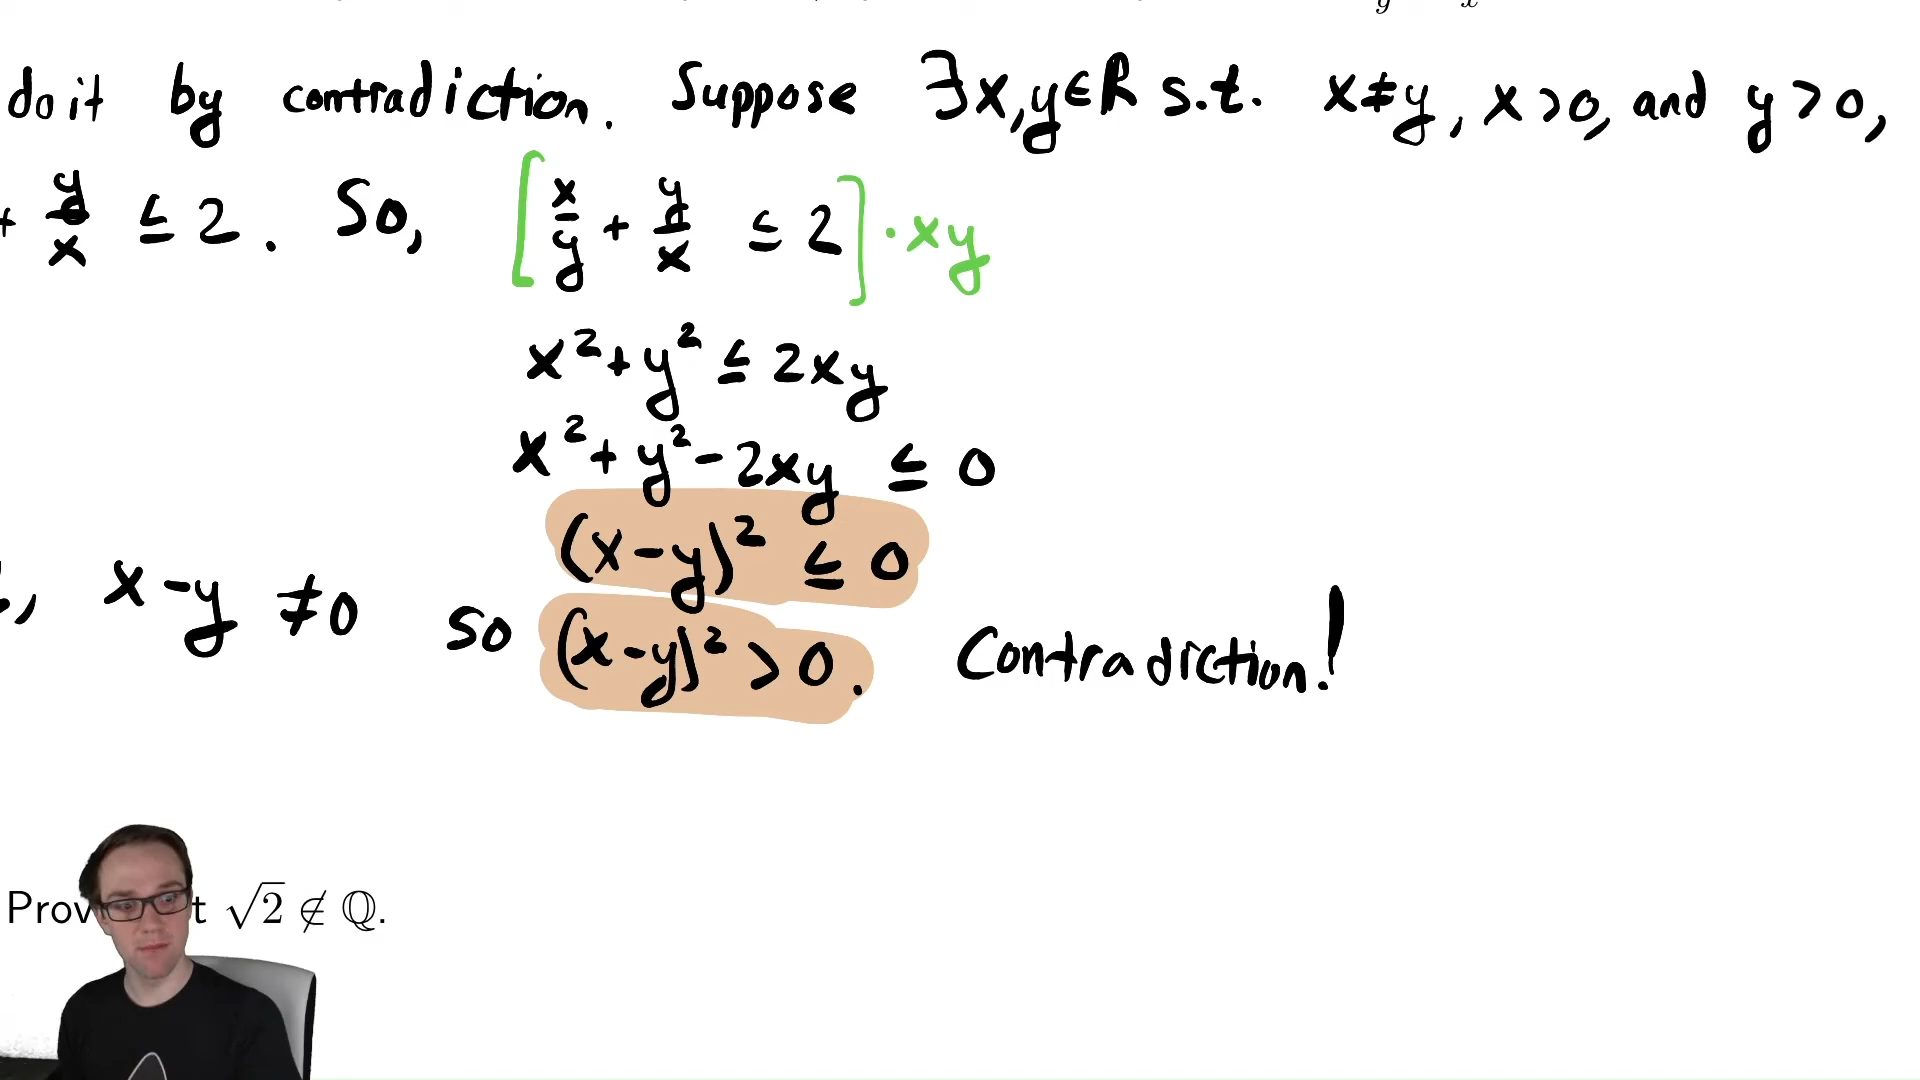 do it by contradiction. Suppose ∃x,y∈R s.t. x≠y, x>0, and y>0,
+ y/x ≤ 2. So, [x/y + y/x ≤ 2]·xy
x²+y² ≤ 2xy
x²+y²-2xy ≤ 0
(x-y)² ≤ 0
, x-y ≠0 so (x-y)² > 0. Contradiction!
√2 ∉ ℚ.